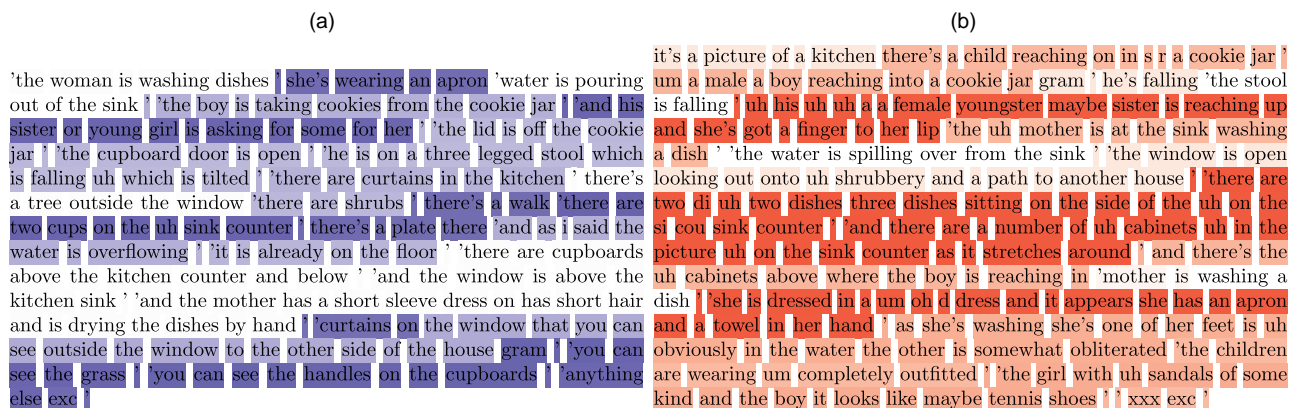 (a)
'the woman is washing dishes ' she's wearing an apron 'water is pouring
out of the sink ' 'the boy is taking cookies from the cookie jar ' 'and his
sister or young girl is asking for some for her ' 'the lid is off the cookie
jar ' 'the cupboard door is open ' 'he is on a three legged stool which
is falling uh which is tilted ' 'there are curtains in the kitchen ' there's
a tree outside the window 'there are shrubs ' there's a walk 'there are
two cups on the uh sink counter ' there's a plate there 'and as i said the
water is overflowing ' 'it is already on the floor ' 'there are cupboards
above the kitchen counter and below ' 'and the window is above the
kitchen sink ' 'and the mother has a short sleeve dress on has short hair
and is drying the dishes by hand ' 'curtains on the window that you can
see outside the window to the other side of the house gram ' 'you can
see the grass ' 'you can see the handles on the cupboards ' 'anything
else exc '
(b)
it's a picture of a kitchen there's a child reaching on in s r a cookie jar '
um a male a boy reaching into a cookie jar gram ' he's falling 'the stool
is falling ' uh his uh uh a a female youngster maybe sister is reaching up
and she's got a finger to her lip 'the uh mother is at the sink washing
a dish ' 'the water is spilling over from the sink ' 'the window is open
looking out onto uh shrubbery and a path to another house ' 'there are
two di uh two dishes three dishes sitting on the side of the uh on the
si cou sink counter ' 'and there are a number of uh cabinets uh in the
picture uh on the sink counter as it stretches around ' and there's the
uh cabinets above where the boy is reaching in 'mother is washing a
dish ' 'she is dressed in a um oh d dress and it appears she has an apron
and a towel in her hand ' as she's washing she's one of her feet is uh
obviously in the water the other is somewhat obliterated 'the children
are wearing um completely outfitted ' 'the girl with uh sandals of some
kind and the boy it looks like maybe tennis shoes ' ' xxx exc '